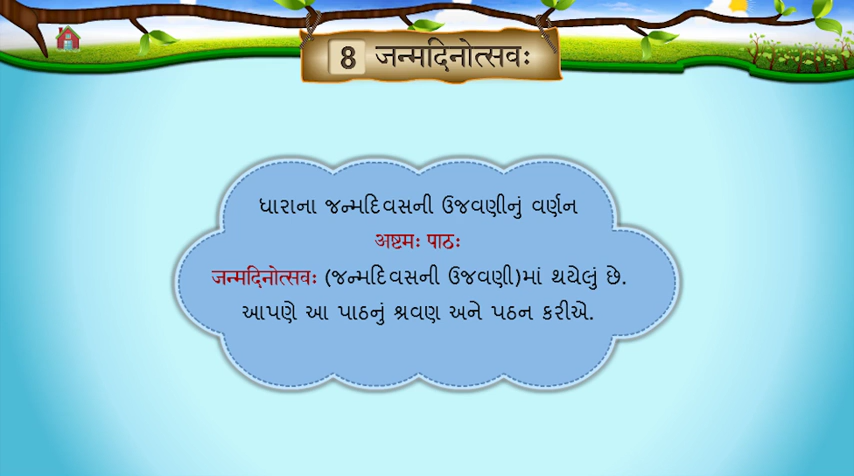 8 जन्मदिनोत्सवः
ધારાના જન્મદિવસની ઉજવણીનું વર્ણન
अष्टमः पाठः
जन्मदिनोत्सवः (જન્મદિવસની ઉજવણી)માં થયેલું છે.
આપણે આ પાઠનું શ્રવણ અને પઠન કરીએ.